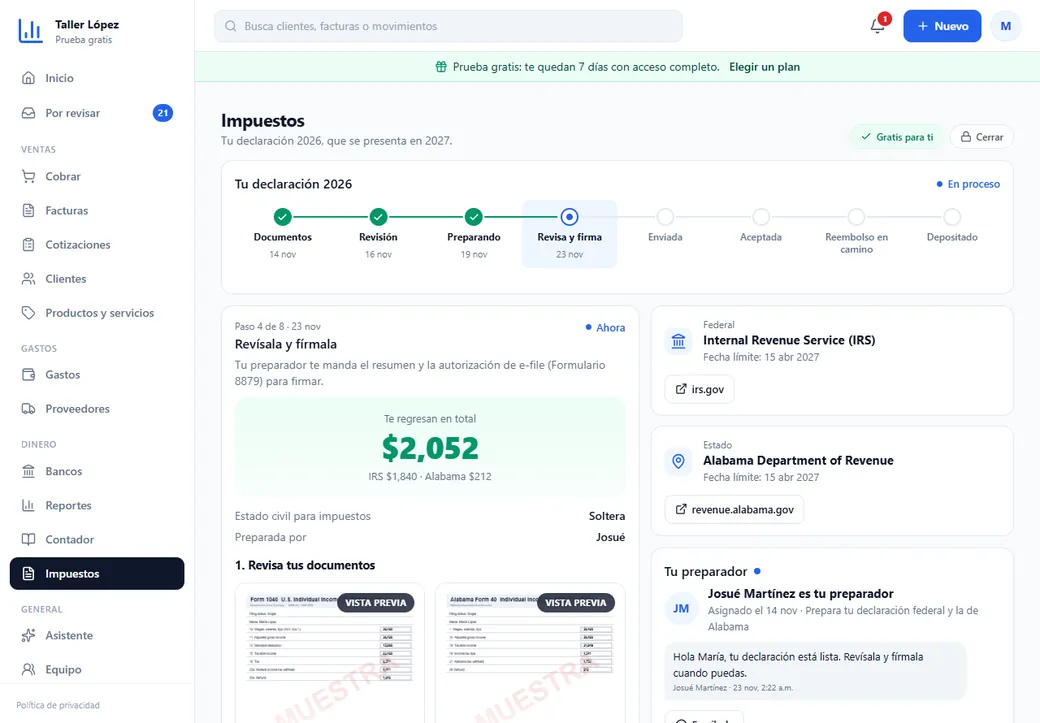 Taller López
Prueba gratis
Inicio
Por revisar
21
VENTAS
Cobrar
Facturas
Cotizaciones
Clientes
Productos y servicios
GASTOS
Gastos
Proveedores
DINERO
Bancos
Reportes
Contador
Impuestos
GENERAL
Asistente
Equipo
Política de privacidad
Busca clientes, facturas o movimientos
1
+ Nuevo
M
Prueba gratis: te quedan 7 días con acceso completo. Elegir un plan
Impuestos
Tu declaración 2026, que se presenta en 2027.
Gratis para ti
Cerrar
Tu declaración 2026
En proceso
Documentos
14 nov
Revisión
16 nov
Preparando
19 nov
Revisa y firma
23 nov
Enviada
Aceptada
Reembolso en
camino
Depositado
Paso 4 de 8 · 23 nov
Ahora
Revísala y fírmala
Tu preparador te manda el resumen y la autorización de e-file (Formulario
8879) para firmar.
Te regresan en total
$2,052
IRS $1,840 · Alabama $212
Estado civil para impuestos
Soltera
Preparada por
Josué
1. Revisa tus documentos
Form 1040 U.S. Individual Incom
VISTA PREVIA
MUESTRA
Alabama Form 40 Individual Inco
VISTA PREVIA
MUESTRA
Federal
Internal Revenue Service (IRS)
Fecha límite: 15 abr 2027
irs.gov
Estado
Alabama Department of Revenue
Fecha límite: 15 abr 2027
revenue.alabama.gov
Tu preparador
JM
Josué Martínez es tu preparador
Asignado el 14 nov · Prepara tu declaración federal y la de
Alabama
Hola María, tu declaración está lista. Revísala y fírmala
cuando puedas.
Josué Martínez · 23 nov, 2:22 a.m.